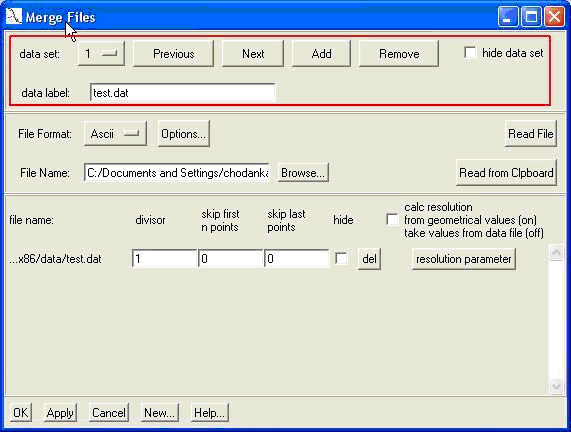 Merge Files
data set: 1 Previous Next Add Remove hide data set
data label: test.dat
File Format: Ascii Options... Read File
File Name: C:/Documents and Settings/chodanka Browse... Read from Clpboard
file name: divisor skip first n points skip last points hide calc resolution from geometrical values (on) take values from data file (off)
...x86/data/test.dat 1 0 0 del resolution parameter
OK Apply Cancel New... Help...